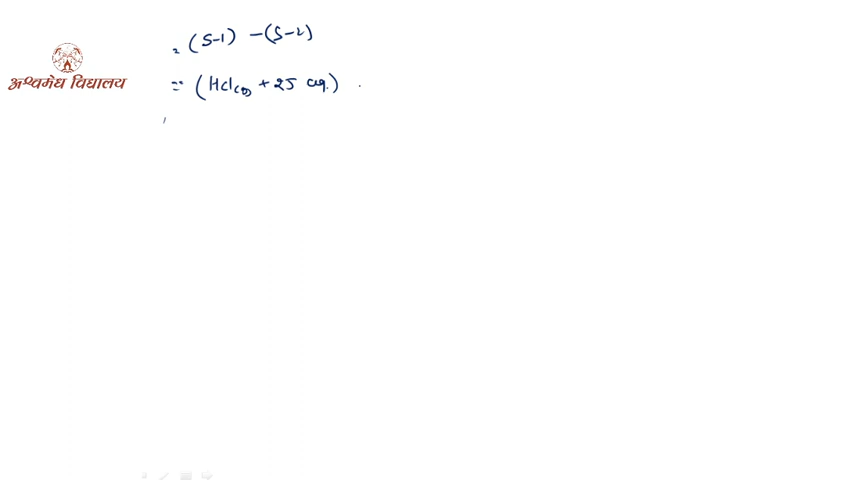 = (S-1) - (S-2)
अश्वमेध विद्यालय
= (HCl(g) + 25 aq.)